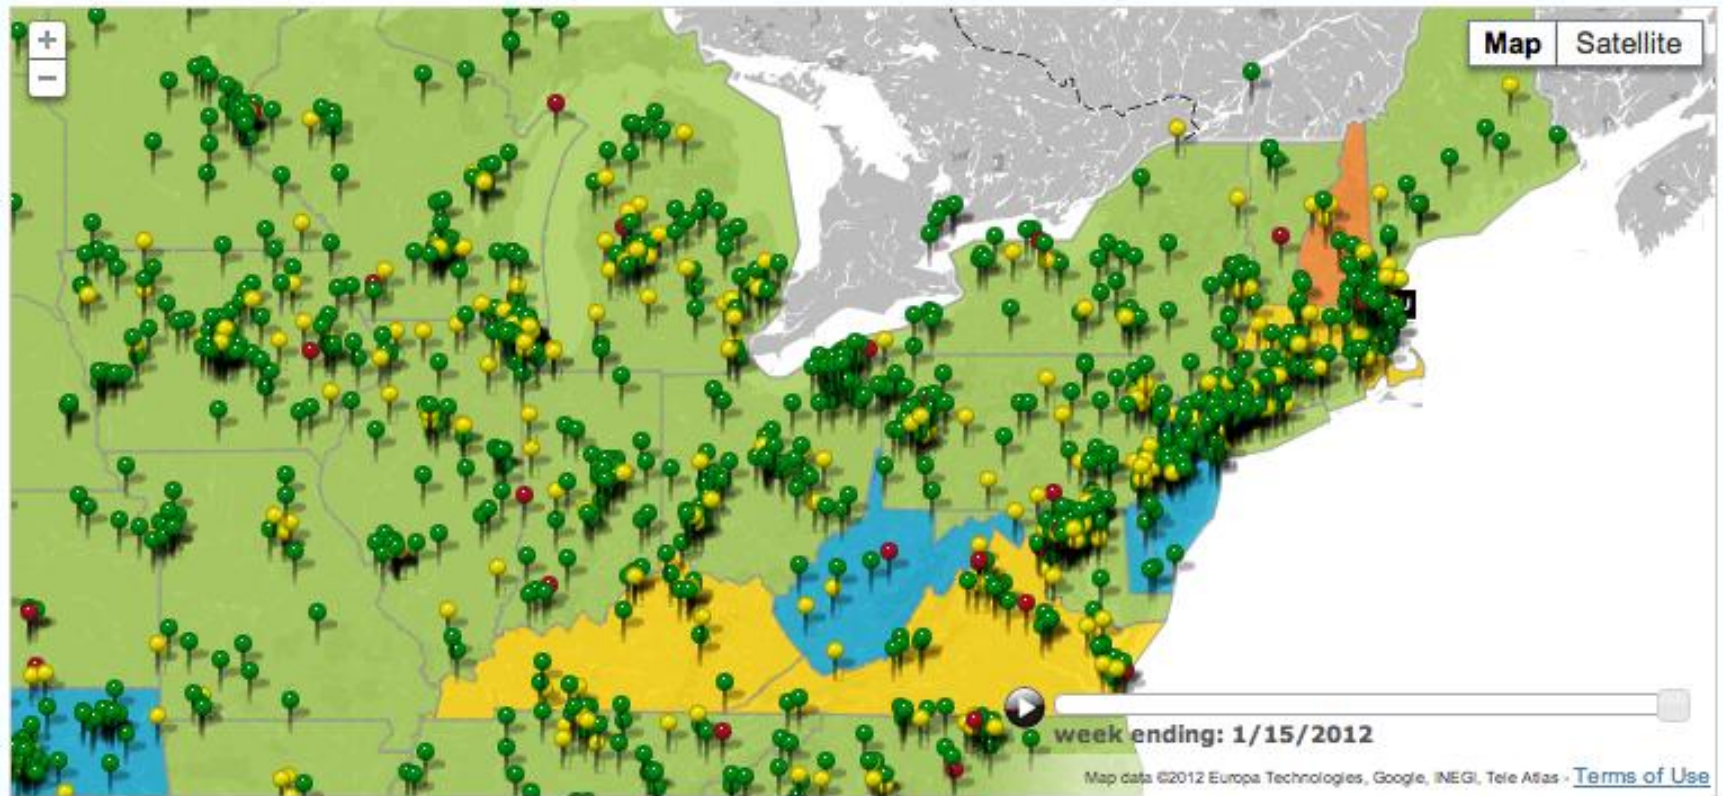 +
Map Satellite
−
week ending: 1/15/2012
Map data ©2012 Europa Technologies, Google, INEGI, Tele Atlas - Terms of Use